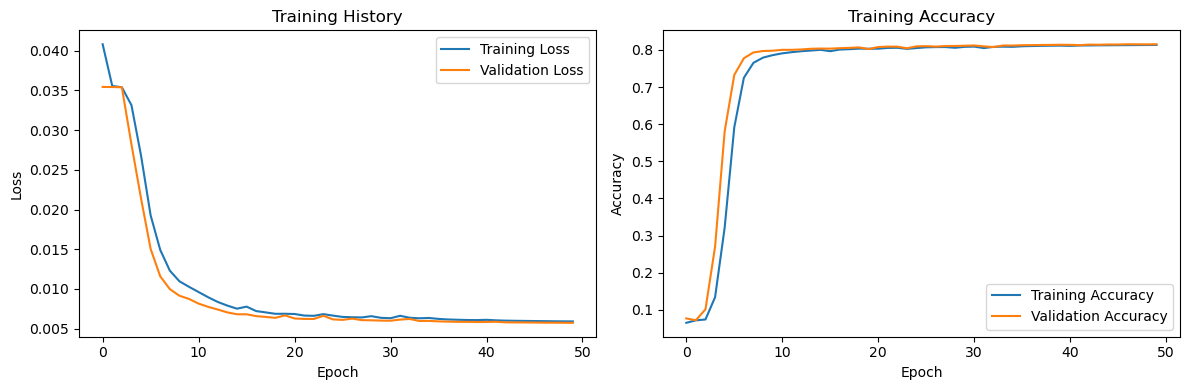 Training History
0.040
0.035
0.030
0.025
0.020
0.015
0.010
0.005
Loss
Training Loss
Validation Loss
0 10 20 30 40 50
Epoch
Training Accuracy
0.8
0.7
0.6
0.5
0.4
0.3
0.2
0.1
Accuracy
Training Accuracy
Validation Accuracy
0 10 20 30 40 50
Epoch